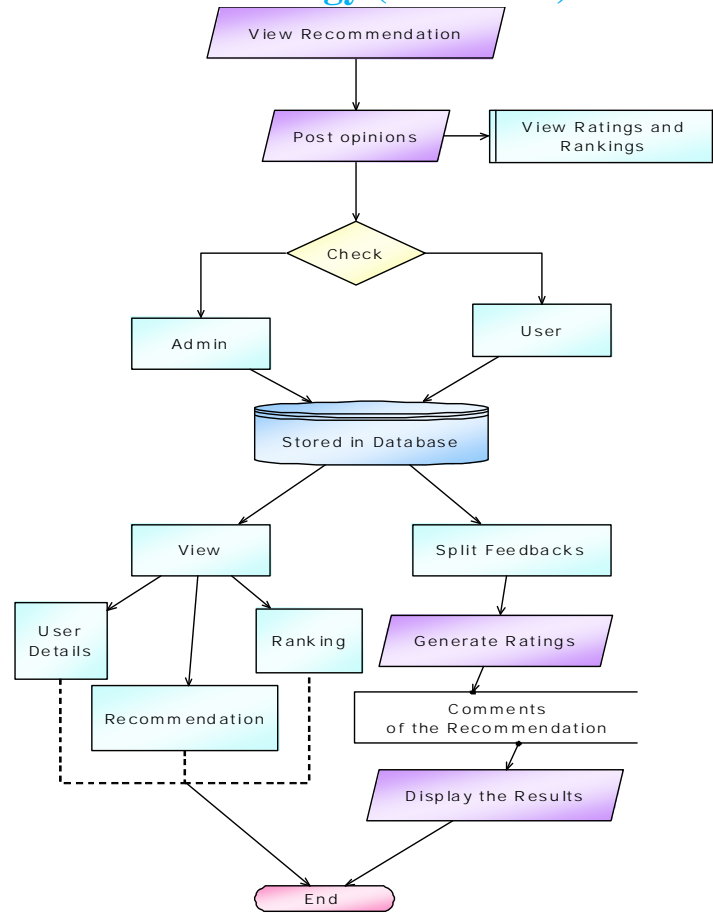 View Recommendation
Post opinions
View Ratings and
Rankings
Check
Admin
User
Stored in Database
View
Split Feedbacks
User
Details
Ranking
Generate Ratings
Recommendation
Comments
of the Recommendation
Display the Results
End